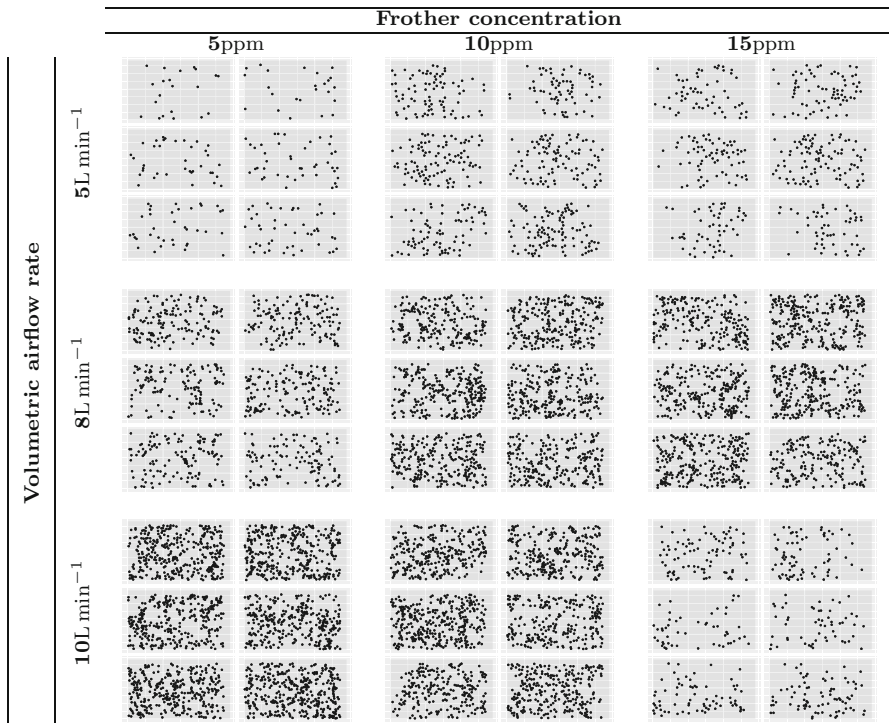 Frother concentration
5ppm 10ppm 15ppm
Volumetric airflow rate
5L min⁻¹
8L min⁻¹
10L min⁻¹